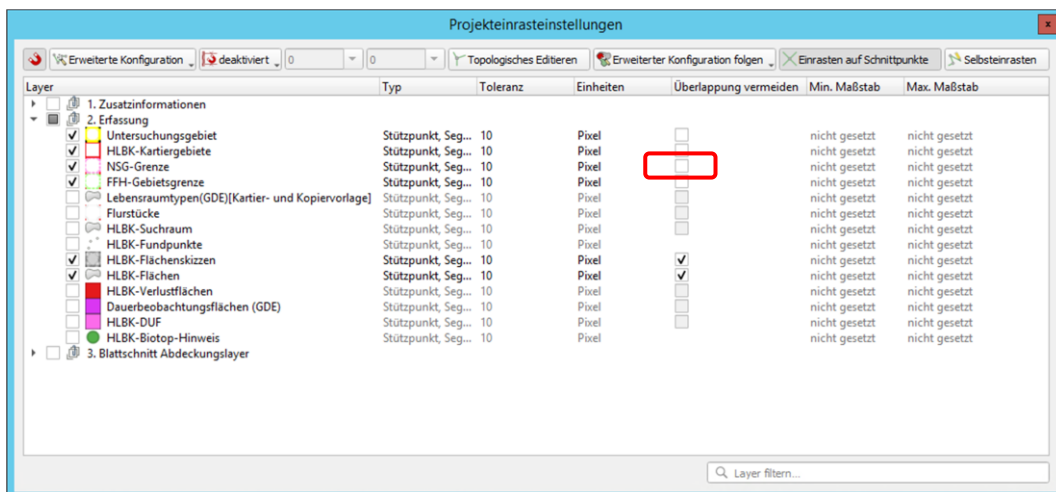 Projekteinrasteinstellungen
x
Erweiterte Konfiguration deaktiviert 0 0 Topologisches Editieren Erweiterter Konfiguration folgen Einrasten auf Schnittpunkte Selbsteinrasten
Layer Typ Toleranz Einheiten Überlappung vermeiden Min. Maßstab Max. Maßstab
1. Zusatzinformationen
2. Erfassung
Untersuchungsgebiet Stützpunkt, Seg... 10 Pixel nicht gesetzt nicht gesetzt
HLBK-Kartiergebiete Stützpunkt, Seg... 10 Pixel nicht gesetzt nicht gesetzt
NSG-Grenze Stützpunkt, Seg... 10 Pixel nicht gesetzt nicht gesetzt
FFH-Gebietsgrenze Stützpunkt, Seg... 10 Pixel nicht gesetzt nicht gesetzt
Lebensraumtypen(GDE)[Kartier- und Kopiervorlage] Stützpunkt, Seg... 10 Pixel nicht gesetzt nicht gesetzt
Flurstücke Stützpunkt, Seg... 10 Pixel nicht gesetzt nicht gesetzt
HLBK-Suchraum Stützpunkt, Seg... 10 Pixel nicht gesetzt nicht gesetzt
HLBK-Fundpunkte Stützpunkt, Seg... 10 Pixel nicht gesetzt nicht gesetzt
HLBK-Flächenskizzen Stützpunkt, Seg... 10 Pixel nicht gesetzt nicht gesetzt
HLBK-Flächen Stützpunkt, Seg... 10 Pixel nicht gesetzt nicht gesetzt
HLBK-Verlustflächen Stützpunkt, Seg... 10 Pixel nicht gesetzt nicht gesetzt
Dauerbeobachtungsflächen (GDE) Stützpunkt, Seg... 10 Pixel nicht gesetzt nicht gesetzt
HLBK-DUF Stützpunkt, Seg... 10 Pixel nicht gesetzt nicht gesetzt
HLBK-Biotop-Hinweis Stützpunkt, Seg... 10 Pixel nicht gesetzt nicht gesetzt
3. Blattschnitt Abdeckungslayer
Layer filtern...